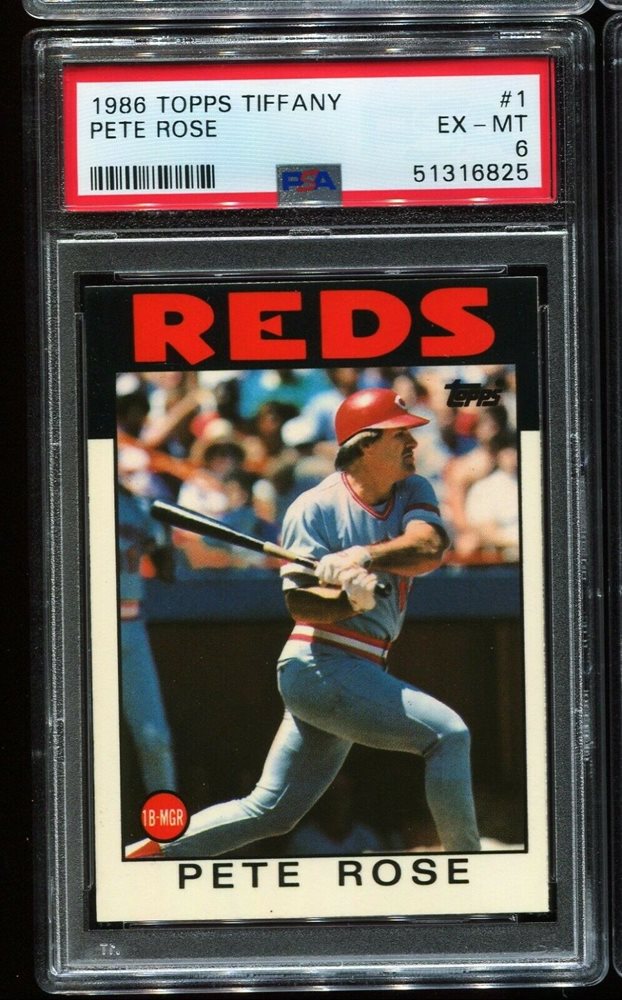 1986 TOPPS TIFFANY #1
PETE ROSE EX - MT
6
PSA 51316825
REDS
topps
1B-MGR
PETE ROSE